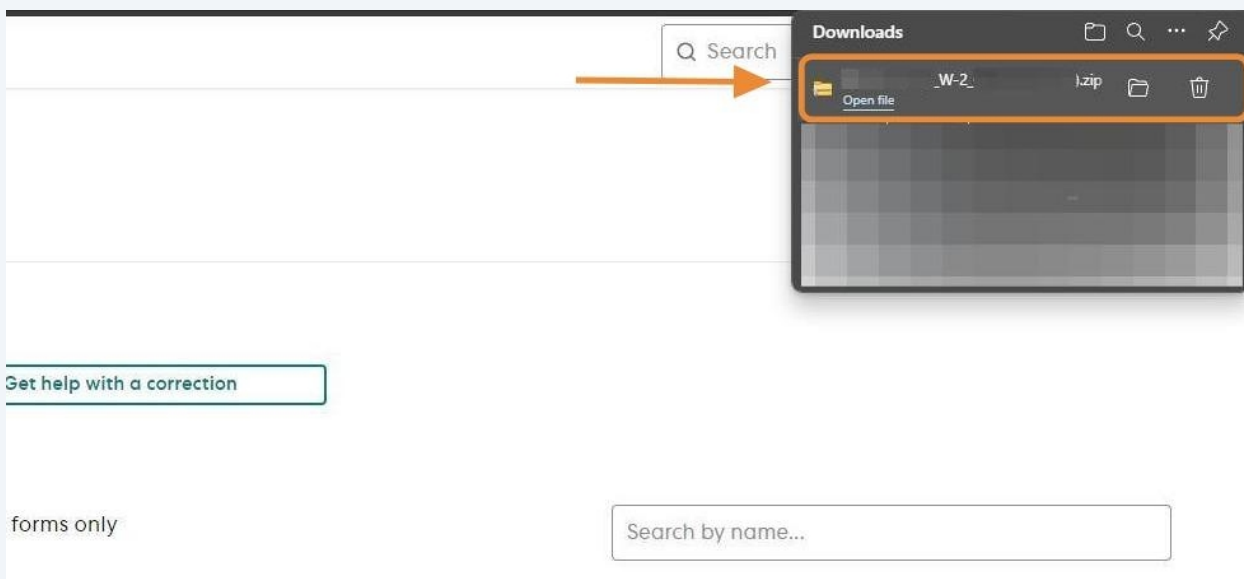 Search
Downloads
_W-2_ ).zip
Open file
Get help with a correction
forms only
Search by name...